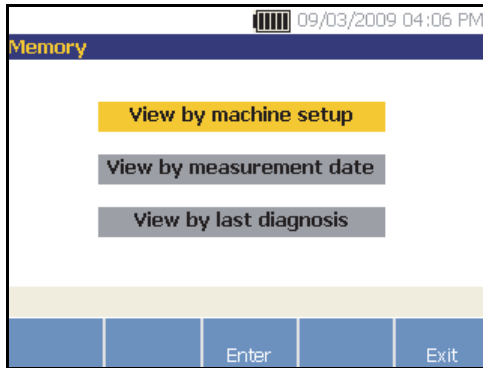 09/03/2009 04:06 PM
Memory
View by machine setup
View by measurement date
View by last diagnosis
Enter Exit